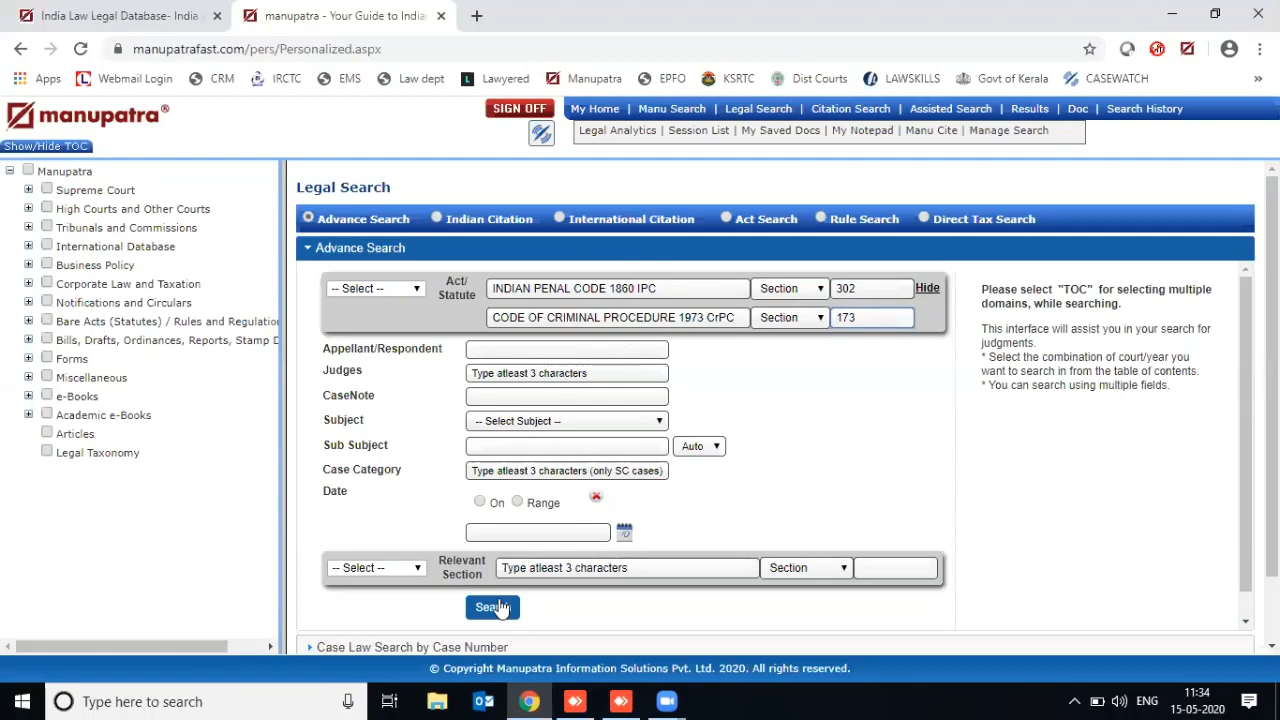 India Law Legal Database- India
manupatra - Your Guide to India
manupatrafast.com/pers/Personalized.aspx
Apps Webmail Login CRM IRCTC EMS Law dept Lawyered Manupatra EPFO KSRTC Dist Courts LAWSKILLS Govt of Kerala CASEWATCH »
manupatra®
SIGN OFF
My Home | Manu Search | Legal Search | Citation Search | Assisted Search | Results | Doc | Search History
Legal Analytics | Session List | My Saved Docs | My Notepad | Manu Cite | Manage Search
Show/Hide TOC
Manupatra
Supreme Court
High Courts and Other Courts
Tribunals and Commissions
International Database
Business Policy
Corporate Law and Taxation
Notifications and Circulars
Bare Acts (Statutes) / Rules and Regulation
Bills, Drafts, Ordinances, Reports, Stamp D
Forms
Miscellaneous
e-Books
Academic e-Books
Articles
Legal Taxonomy
Legal Search
Advance Search Indian Citation International Citation Act Search Rule Search Direct Tax Search
Advance Search
-- Select -- Act/ Statute INDIAN PENAL CODE 1860 IPC Section 302 Hide
CODE OF CRIMINAL PROCEDURE 1973 CrPC Section 173
Appellant/Respondent
Judges Type atleast 3 characters
CaseNote
Subject -- Select Subject --
Sub Subject Auto
Case Category Type atleast 3 characters (only SC cases)
Date
On Range
-- Select -- Relevant Section Type atleast 3 characters Section
Search
Case Law Search by Case Number
Please select "TOC" for selecting multiple
domains, while searching.
This interface will assist you in your search for
judgments.
* Select the combination of court/year you
want to search in from the table of contents.
* You can search using multiple fields.
© Copyright Manupatra Information Solutions Pvt. Ltd. 2020. All rights reserved.
Type here to search
ENG
11:34
15-05-2020